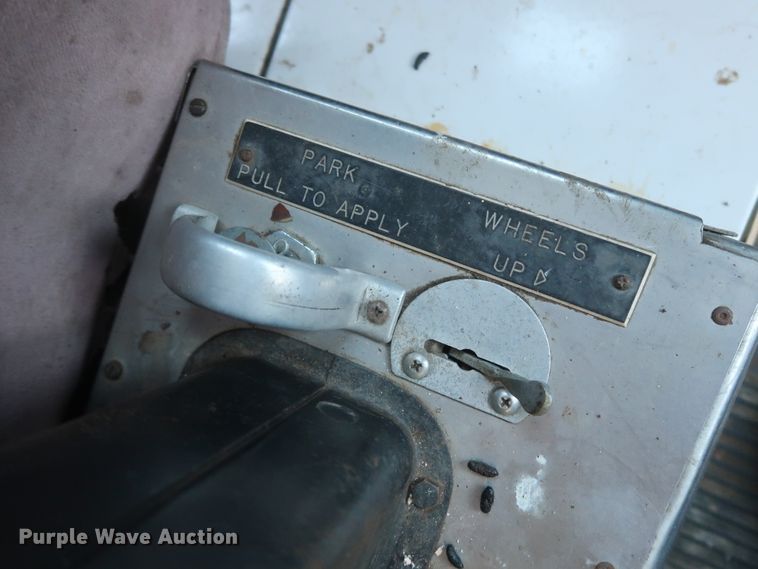 PARK
PULL TO APPLY
WHEELS
UP ▷
Purple Wave Auction